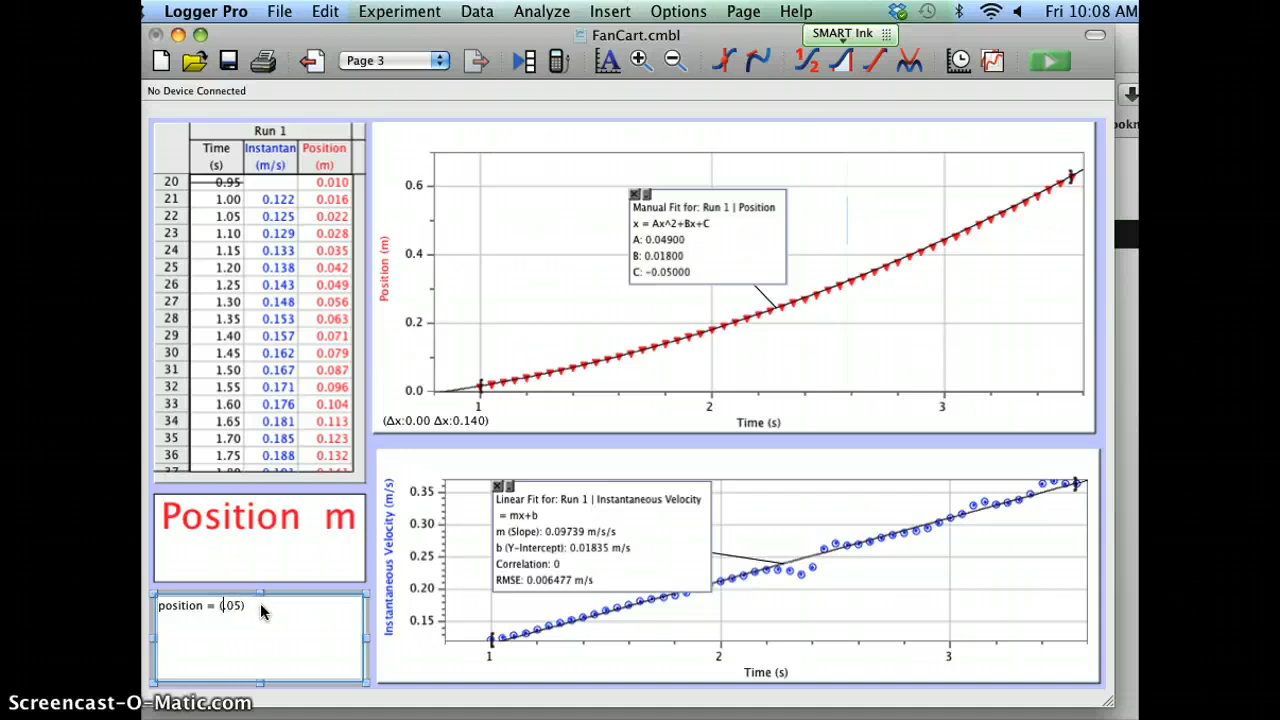 Logger Pro File Edit Experiment Data Analyze Insert Options Page Help Fri 10:08 AM
FanCart.cmbl
SMART Ink
Page 3
No Device Connected
Run 1
Time Instantan Position
(s) (m/s) (m)
20 0.95 0.010
21 1.00 0.122 0.016
22 1.05 0.125 0.022
23 1.10 0.129 0.028
24 1.15 0.133 0.035
25 1.20 0.138 0.042
26 1.25 0.143 0.049
27 1.30 0.148 0.056
28 1.35 0.153 0.063
29 1.40 0.157 0.071
30 1.45 0.162 0.079
31 1.50 0.167 0.087
32 1.55 0.171 0.096
33 1.60 0.176 0.104
34 1.65 0.181 0.113
35 1.70 0.185 0.123
36 1.75 0.188 0.132
Position m
position = (.05)
Position (m)
0.6
0.4
0.2
0.0
1 2 3
Time (s)
(Δx:0.00 Δx:0.140)
Manual Fit for: Run 1 | Position
x = Ax^2+Bx+C
A: 0.04900
B: 0.01800
C: -0.05000
Instantaneous Velocity (m/s)
0.35
0.30
0.25
0.20
0.15
1 2 3
Time (s)
Linear Fit for: Run 1 | Instantaneous Velocity
= mx+b
m (Slope): 0.09739 m/s/s
b (Y-Intercept): 0.01835 m/s
Correlation: 0
RMSE: 0.006477 m/s
Screencast-O-Matic.com